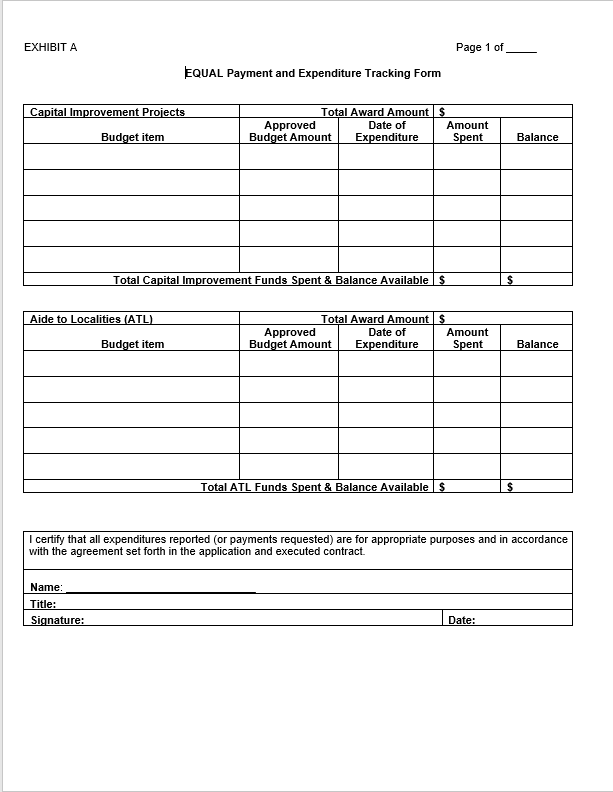 EXHIBIT A Page 1 of _____
EQUAL Payment and Expenditure Tracking Form
Capital Improvement Projects Total Award Amount $
Budget item Approved Budget Amount Date of Expenditure Amount Spent Balance
Total Capital Improvement Funds Spent & Balance Available $ $
Aide to Localities (ATL) Total Award Amount $
Budget item Approved Budget Amount Date of Expenditure Amount Spent Balance
Total ATL Funds Spent & Balance Available $ $
I certify that all expenditures reported (or payments requested) are for appropriate purposes and in accordance
with the agreement set forth in the application and executed contract.
Name: ______________________________
Title:
Signature: Date: